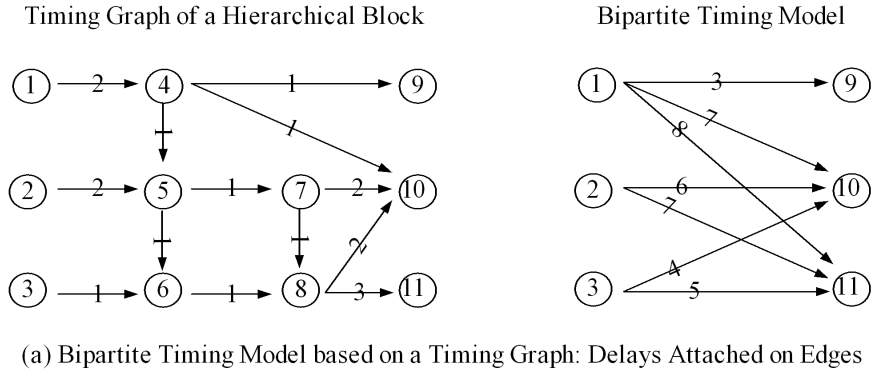 Timing Graph of a Hierarchical Block
Bipartite Timing Model
1 2 4 1 9
1 3 9
1 1
8 7
2 2 5 1 7 2 10
2 6 10
7
1 1 2
3 1 6 1 8 3 11
3 4 5 11
(a) Bipartite Timing Model based on a Timing Graph: Delays Attached on Edges